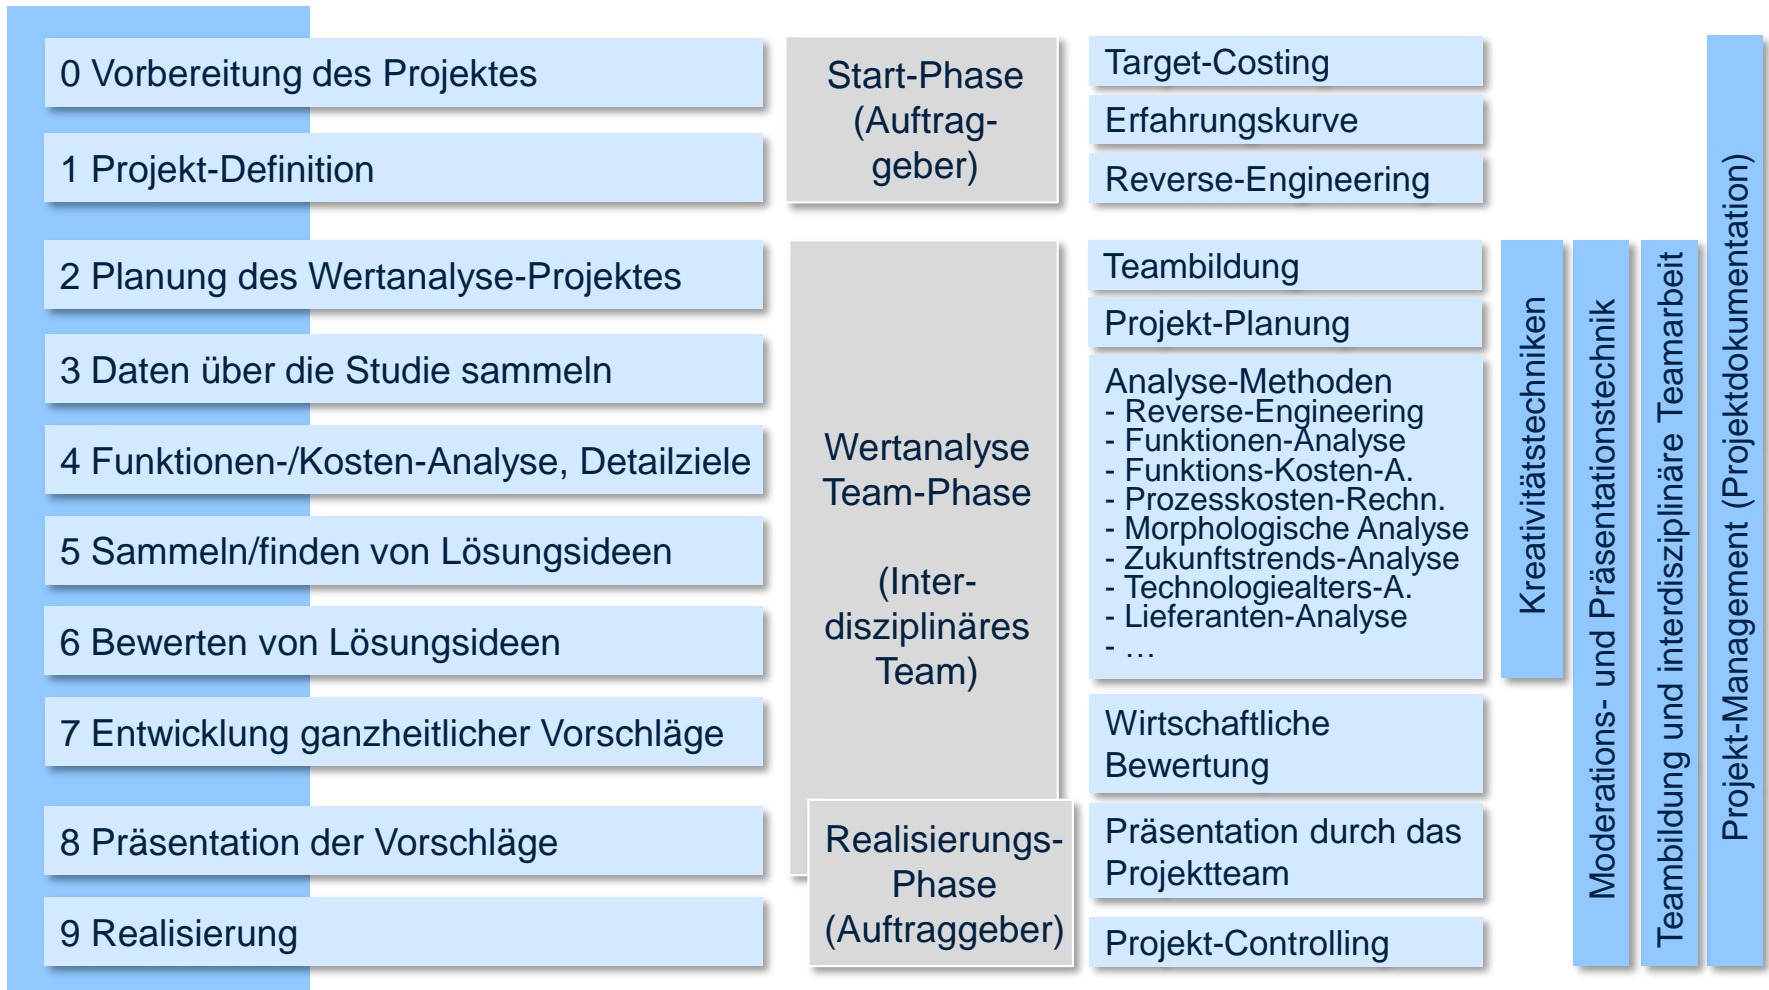 0 Vorbereitung des Projektes
1 Projekt-Definition
2 Planung des Wertanalyse-Projektes
3 Daten über die Studie sammeln
4 Funktionen-/Kosten-Analyse, Detailziele
5 Sammeln/finden von Lösungsideen
6 Bewerten von Lösungsideen
7 Entwicklung ganzheitlicher Vorschläge
8 Präsentation der Vorschläge
9 Realisierung
Start-Phase
(Auftrag-
geber)
Wertanalyse
Team-Phase
(Inter-
disziplinäres
Team)
Realisierungs-
Phase
(Auftraggeber)
Target-Costing
Erfahrungskurve
Reverse-Engineering
Teambildung
Projekt-Planung
Analyse-Methoden
- Reverse-Engineering
- Funktionen-Analyse
- Funktions-Kosten-A.
- Prozesskosten-Rechn.
- Morphologische Analyse
- Zukunftstrends-Analyse
- Technologiealters-A.
- Lieferanten-Analyse
- …
Wirtschaftliche
Bewertung
Präsentation durch das
Projektteam
Projekt-Controlling
Kreativitätstechniken
Moderations- und Präsentationstechnik
Teambildung und interdisziplinäre Teamarbeit
Projekt-Management (Projektdokumentation)